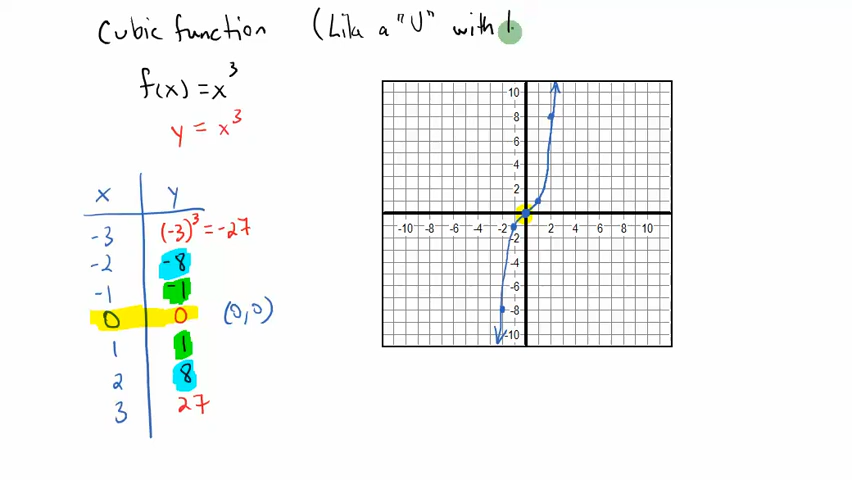 Cubic function (Lika a "U" with
f(x) = x³
y = x³
x y
-3 (-3)³ = -27
-2 -8
-1 -1
0 0 (0,0)
1 1
2 8
3 27
10
8
6
4
2
-10 -8 -6 -4 -2 2 4 6 8 10
-2
-4
-6
-8
-10